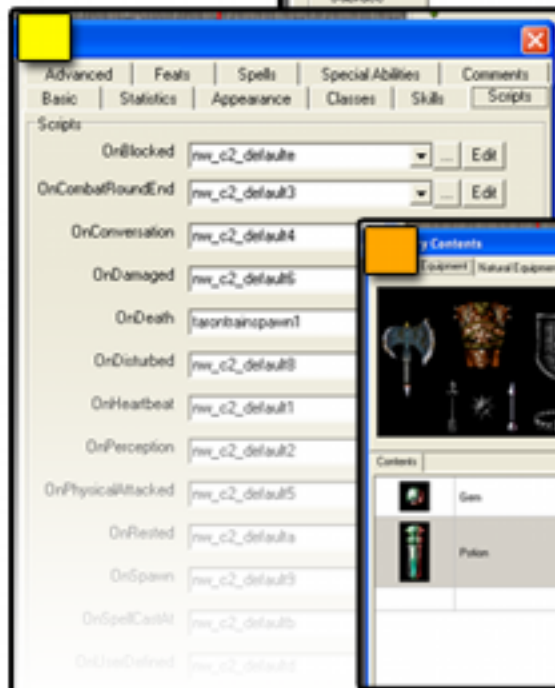 Advanced Feats Spells Special Abilities Comments
Basic Statistics Appearance Classes Skills Scripts
Scripts
OnBlocked nw_c2_defaulte ... Edit
OnCombatRoundEnd nw_c2_default3 ... Edit
OnConversation nw_c2_default4
OnDamaged nw_c2_default6
OnDeath
OnDisturbed nw_c2_default8
OnHeartbeat nw_c2_default1
OnPerception nw_c2_default2
OnPhysicalAttacked nw_c2_default5
OnRested nw_c2_defaulta
OnSpawn nw_c2_default9
OnSpellCastAt nw_c2_defaultb
OnUserDefined nw_c2_defaultd
Contents
Equipment Natural Equipment
Contents
Gem
Potion